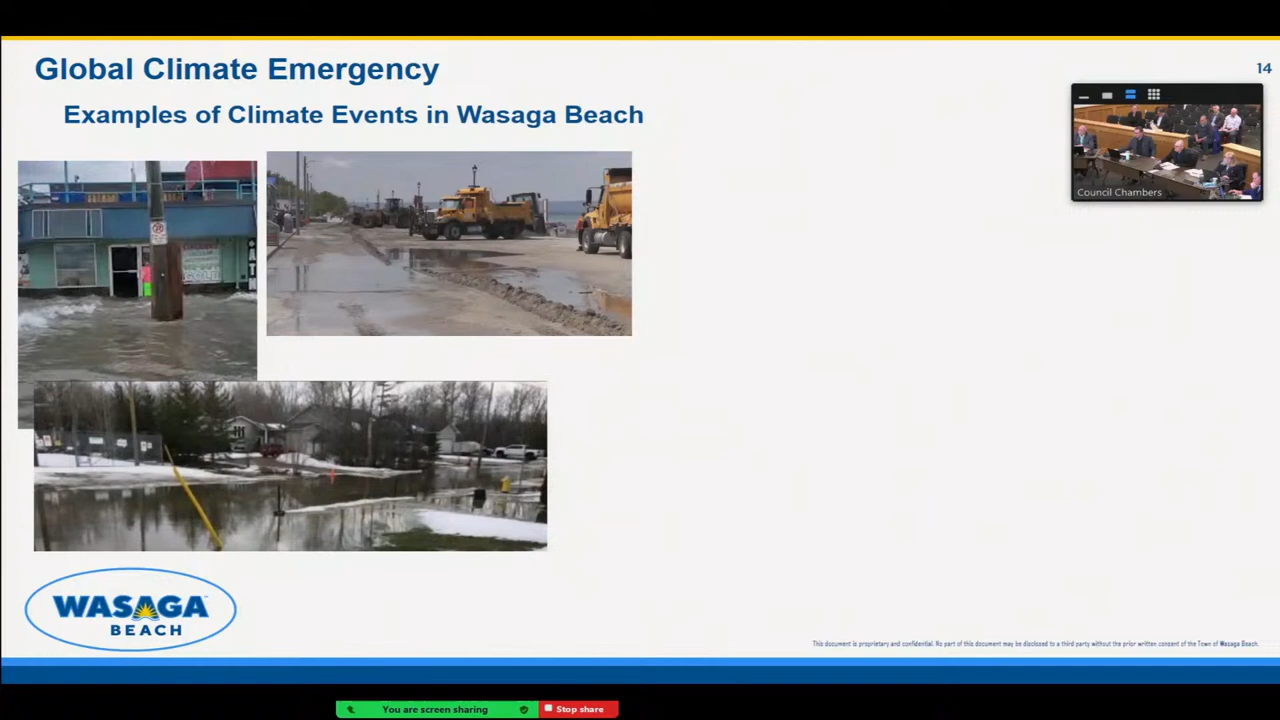 Global Climate Emergency
14
Examples of Climate Events in Wasaga Beach
Council Chambers
WASAGA
BEACH
This document is proprietary and confidential. No part of this document may be disclosed to a third party without the prior written consent of the Town of Wasaga Beach.
You are screen sharing
Stop share